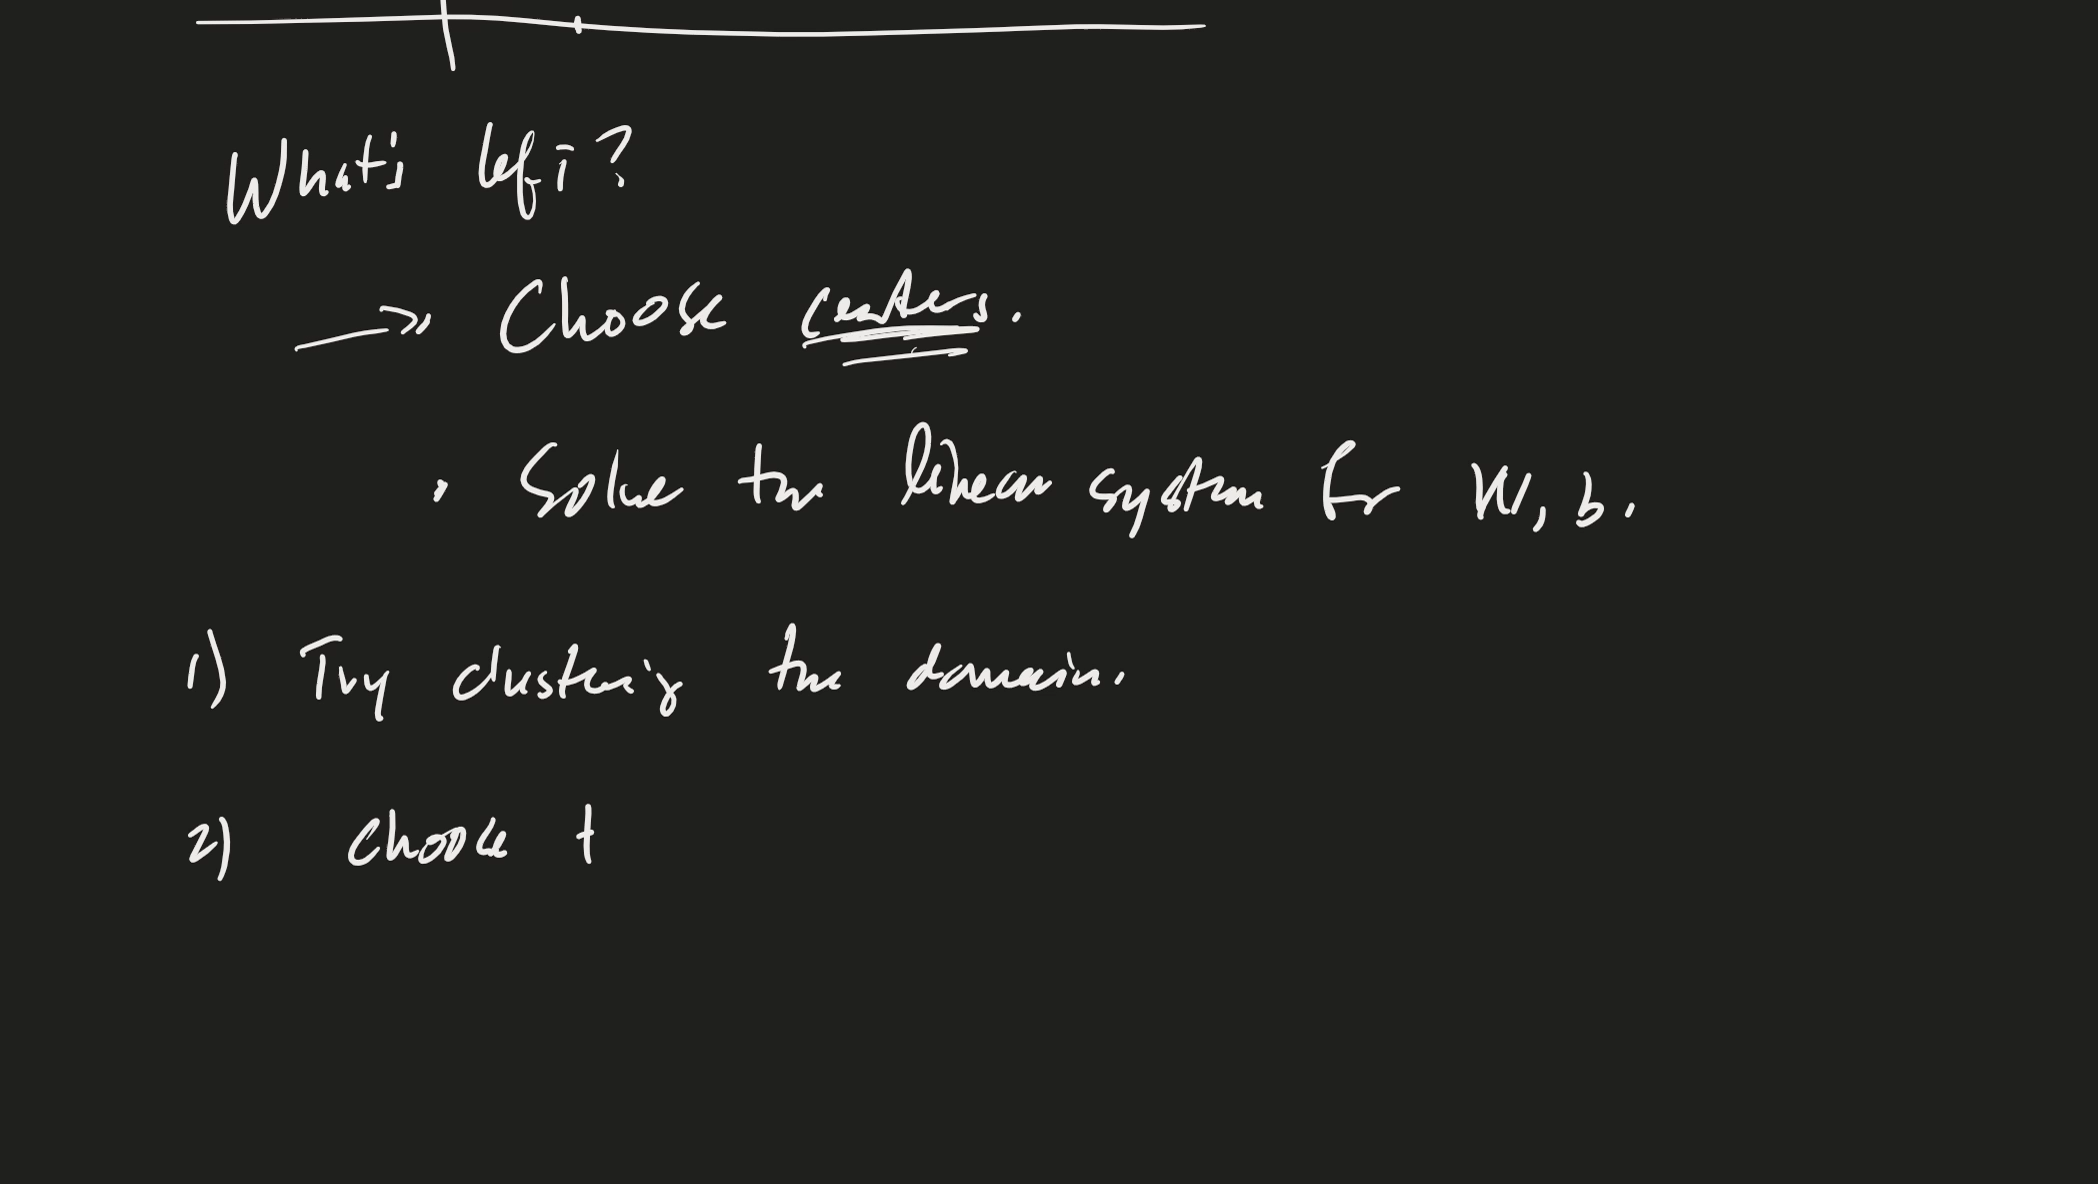 What's left?
→ Choose centers.
• Solve the linear system for W, b.
1) Try clustering the domain.
2) Choose t